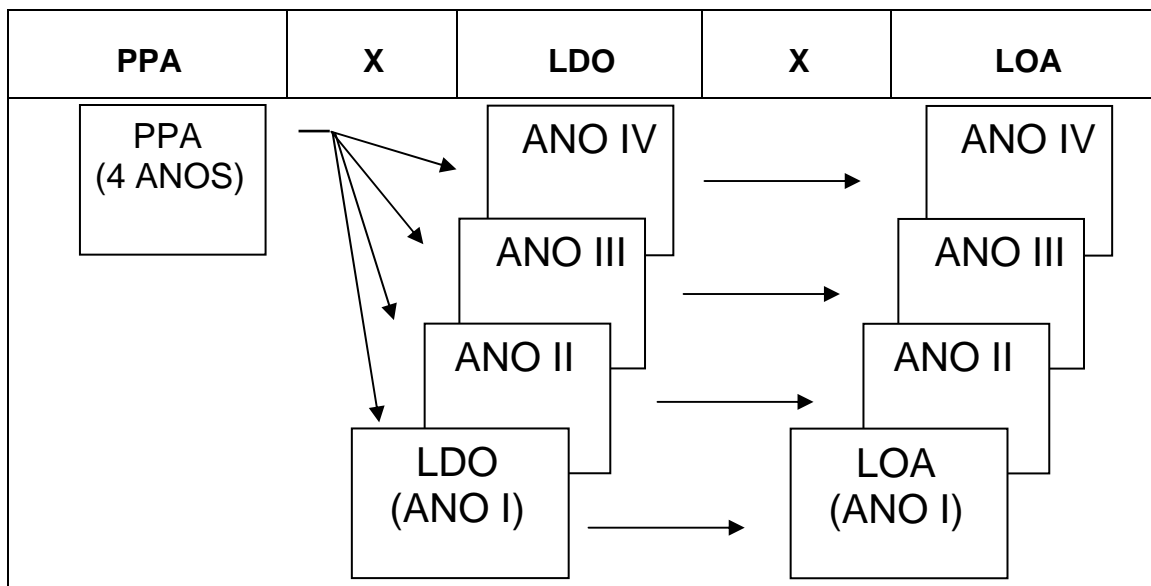 PPA X LDO X LOA
PPA
(4 ANOS)
ANO IV
ANO III
ANO II
LDO
(ANO I)
ANO IV
ANO III
ANO II
LOA
(ANO I)